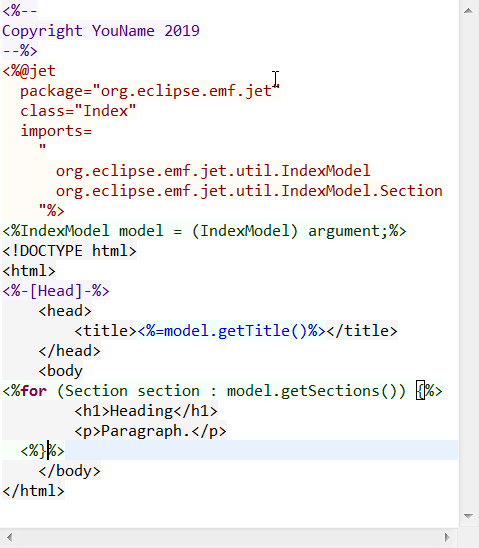 <%--
Copyright YouName 2019
--%>
<%@jet
  package="org.eclipse.emf.jet"
  class="Index"
  imports=
    "
      org.eclipse.emf.jet.util.IndexModel
      org.eclipse.emf.jet.util.IndexModel.Section
    "%>
<%IndexModel model = (IndexModel) argument;%>
<!DOCTYPE html>
<html>
<%-[Head]-%>
    <head>
        <title><%=model.getTitle()%></title>
    </head>
    <body
<%for (Section section : model.getSections()) {%>
        <h1>Heading</h1>
        <p>Paragraph.</p>
  <%}%>
    </body>
</html>